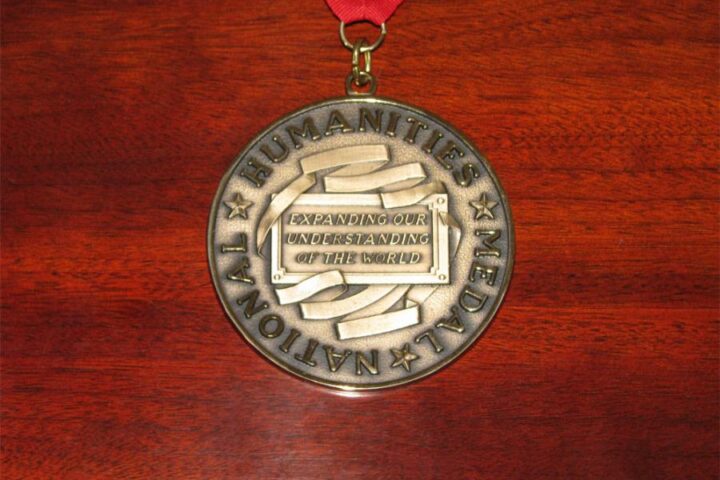 NATIONAL HUMANITIES MEDAL
EXPANDING OUR
UNDERSTANDING
OF THE WORLD